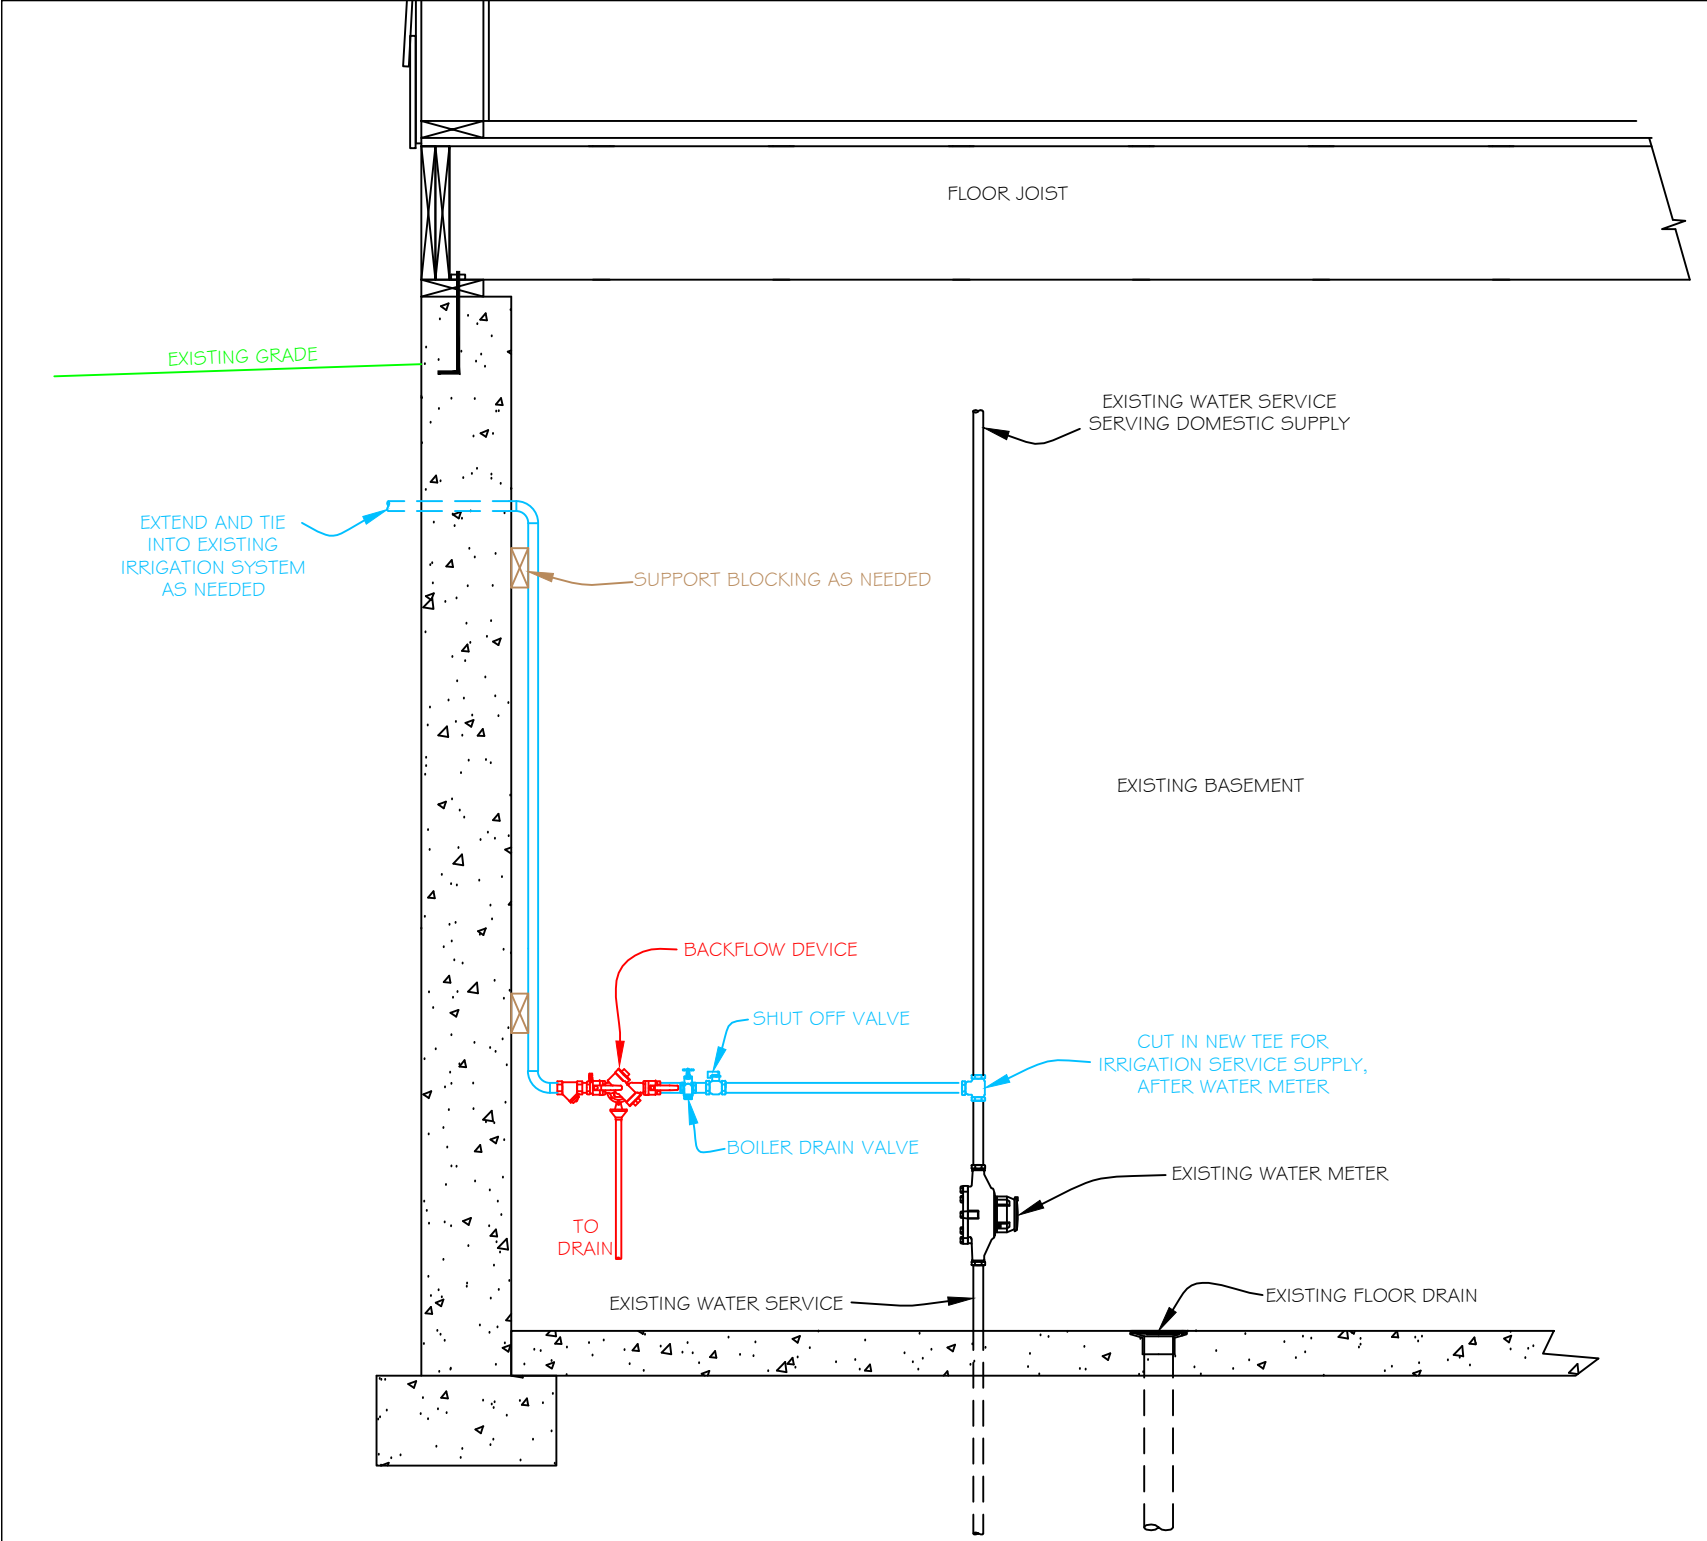 FLOOR JOIST
EXISTING GRADE
EXISTING WATER SERVICE
SERVING DOMESTIC SUPPLY
EXTEND AND TIE
INTO EXISTING
IRRIGATION SYSTEM
AS NEEDED
SUPPORT BLOCKING AS NEEDED
EXISTING BASEMENT
BACKFLOW DEVICE
SHUT OFF VALVE
CUT IN NEW TEE FOR
IRRIGATION SERVICE SUPPLY,
AFTER WATER METER
BOILER DRAIN VALVE
EXISTING WATER METER
TO
DRAIN
EXISTING WATER SERVICE
EXISTING FLOOR DRAIN